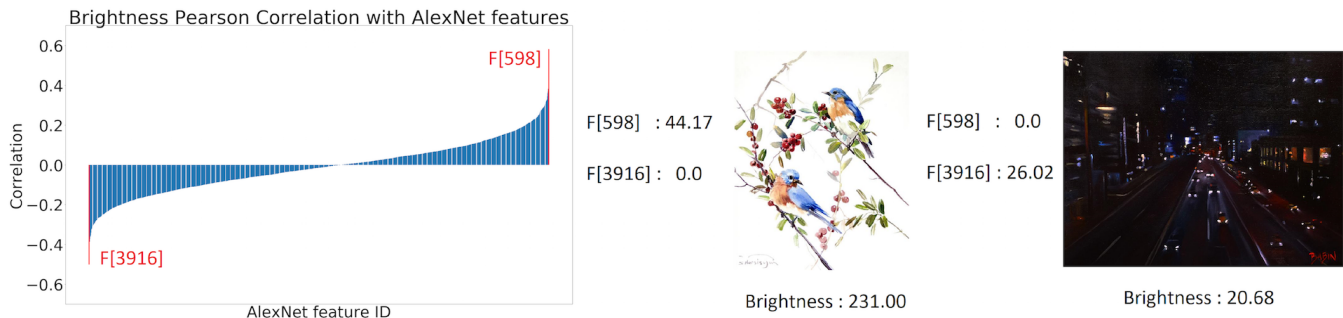 Brightness Pearson Correlation with AlexNet features
0.6
0.4
0.2
0.0
−0.2
−0.4
−0.6
Correlation
F[598]
F[3916]
AlexNet feature ID
F[598] : 44.17
F[3916] : 0.0
Brightness : 231.00
F[598] : 0.0
F[3916] : 26.02
Brightness : 20.68